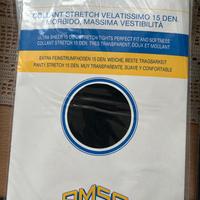 COLLANT STRETCH VELATISSIMO 15 DEN.
MORBIDO, MASSIMA VESTIBILITÀ
ULTRA SHEER 15 DEN STRETCH TIGHTS PERFECT FIT AND SOFTNESS
COLLANT STRETCH 15 DEN. TRES TRANSPARENT, DOUX ET MOULANT
EXTRA FEINSTRUMPFHOSEN 15 DEN. WEICHE, BESTE TRAGBARKEIT
PANTY STRETCH 15 DEN. MUY TRANSPARENTE, SUAVE Y CONFORTABLE
OMSA